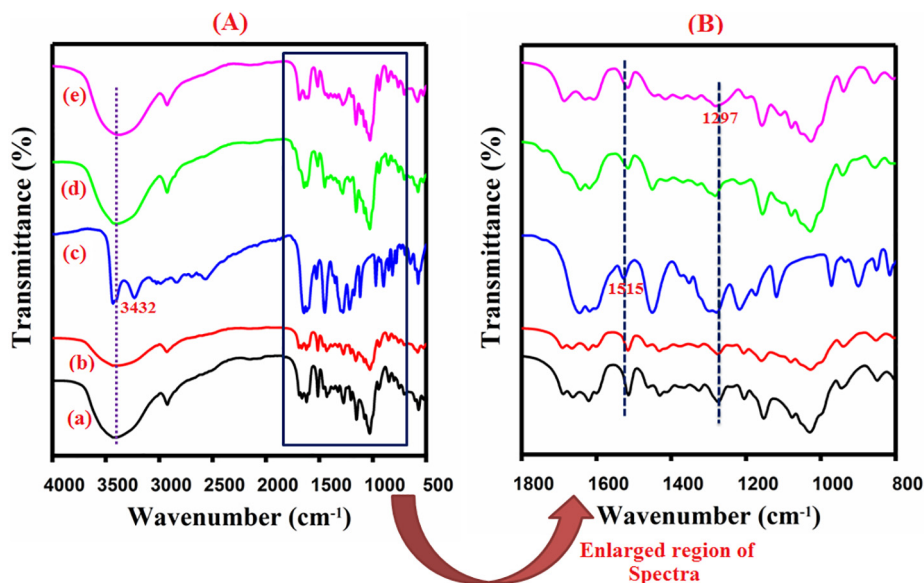 (A)
(B)
(e)
(d)
(c)
3432
(b)
(a)
Transmittance (%)
4000 3500 3000 2500 2000 1500 1000 500
Wavenumber (cm⁻¹)
1297
1515
Transmittance (%)
1800 1600 1400 1200 1000 800
Wavenumber (cm⁻¹)
Enlarged region of
Spectra